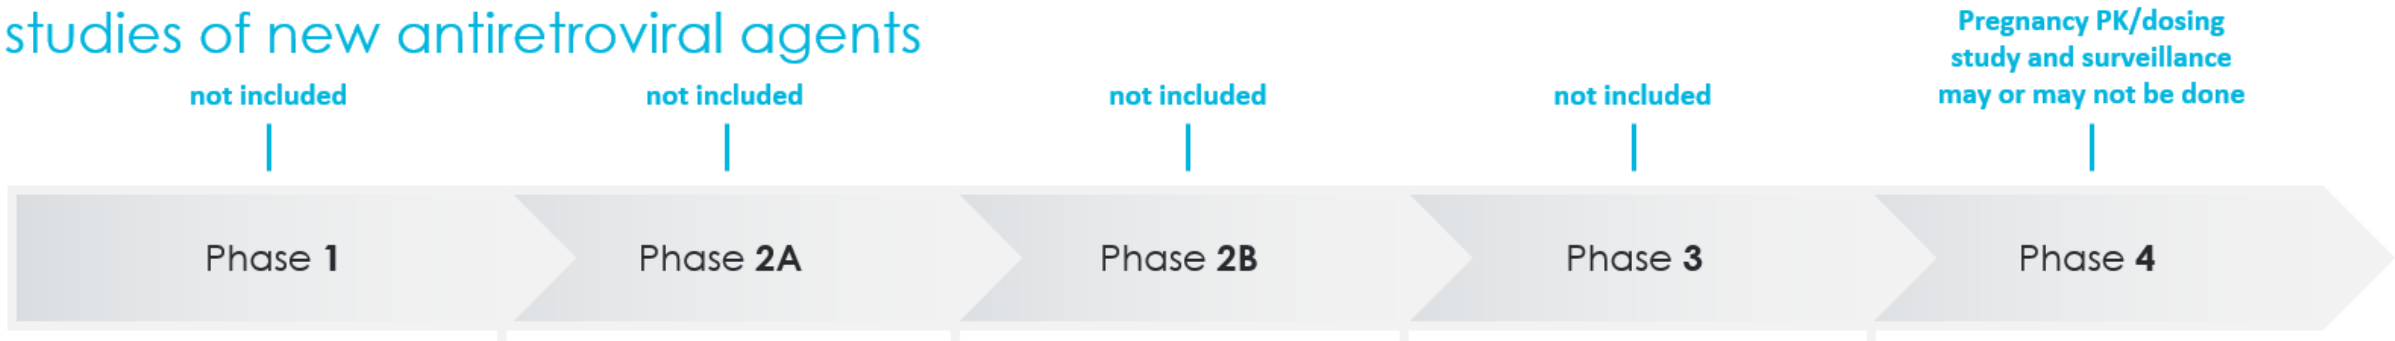 studies of new antiretroviral agents
Pregnancy PK/dosing
study and surveillance
may or may not be done
not included
not included
not included
not included
Phase 1
Phase 2A
Phase 2B
Phase 3
Phase 4